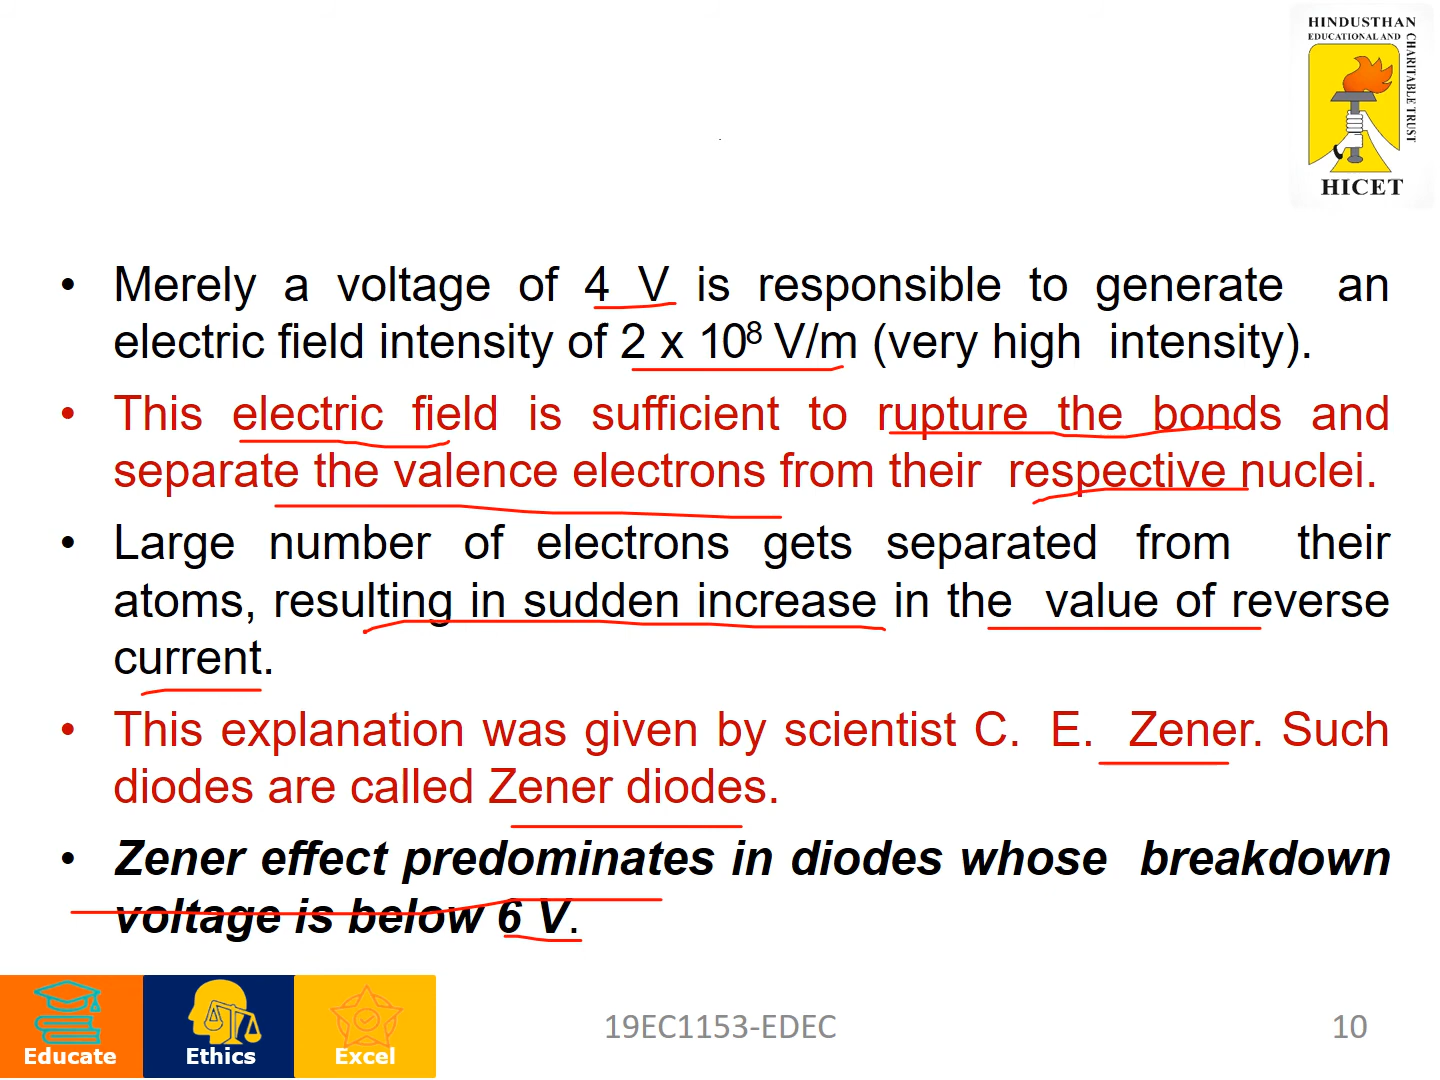 HINDUSTHAN
EDUCATIONAL AND
CHARITABLE TRUST
HICET
• Merely a voltage of 4 V is responsible to generate an
electric field intensity of 2 x 10⁸ V/m (very high intensity).
• This electric field is sufficient to rupture the bonds and
separate the valence electrons from their respective nuclei.
• Large number of electrons gets separated from their
atoms, resulting in sudden increase in the value of reverse
current.
• This explanation was given by scientist C. E. Zener. Such
diodes are called Zener diodes.
• Zener effect predominates in diodes whose breakdown
voltage is below 6 V.
Educate
Ethics
Excel
19EC1153-EDEC
10